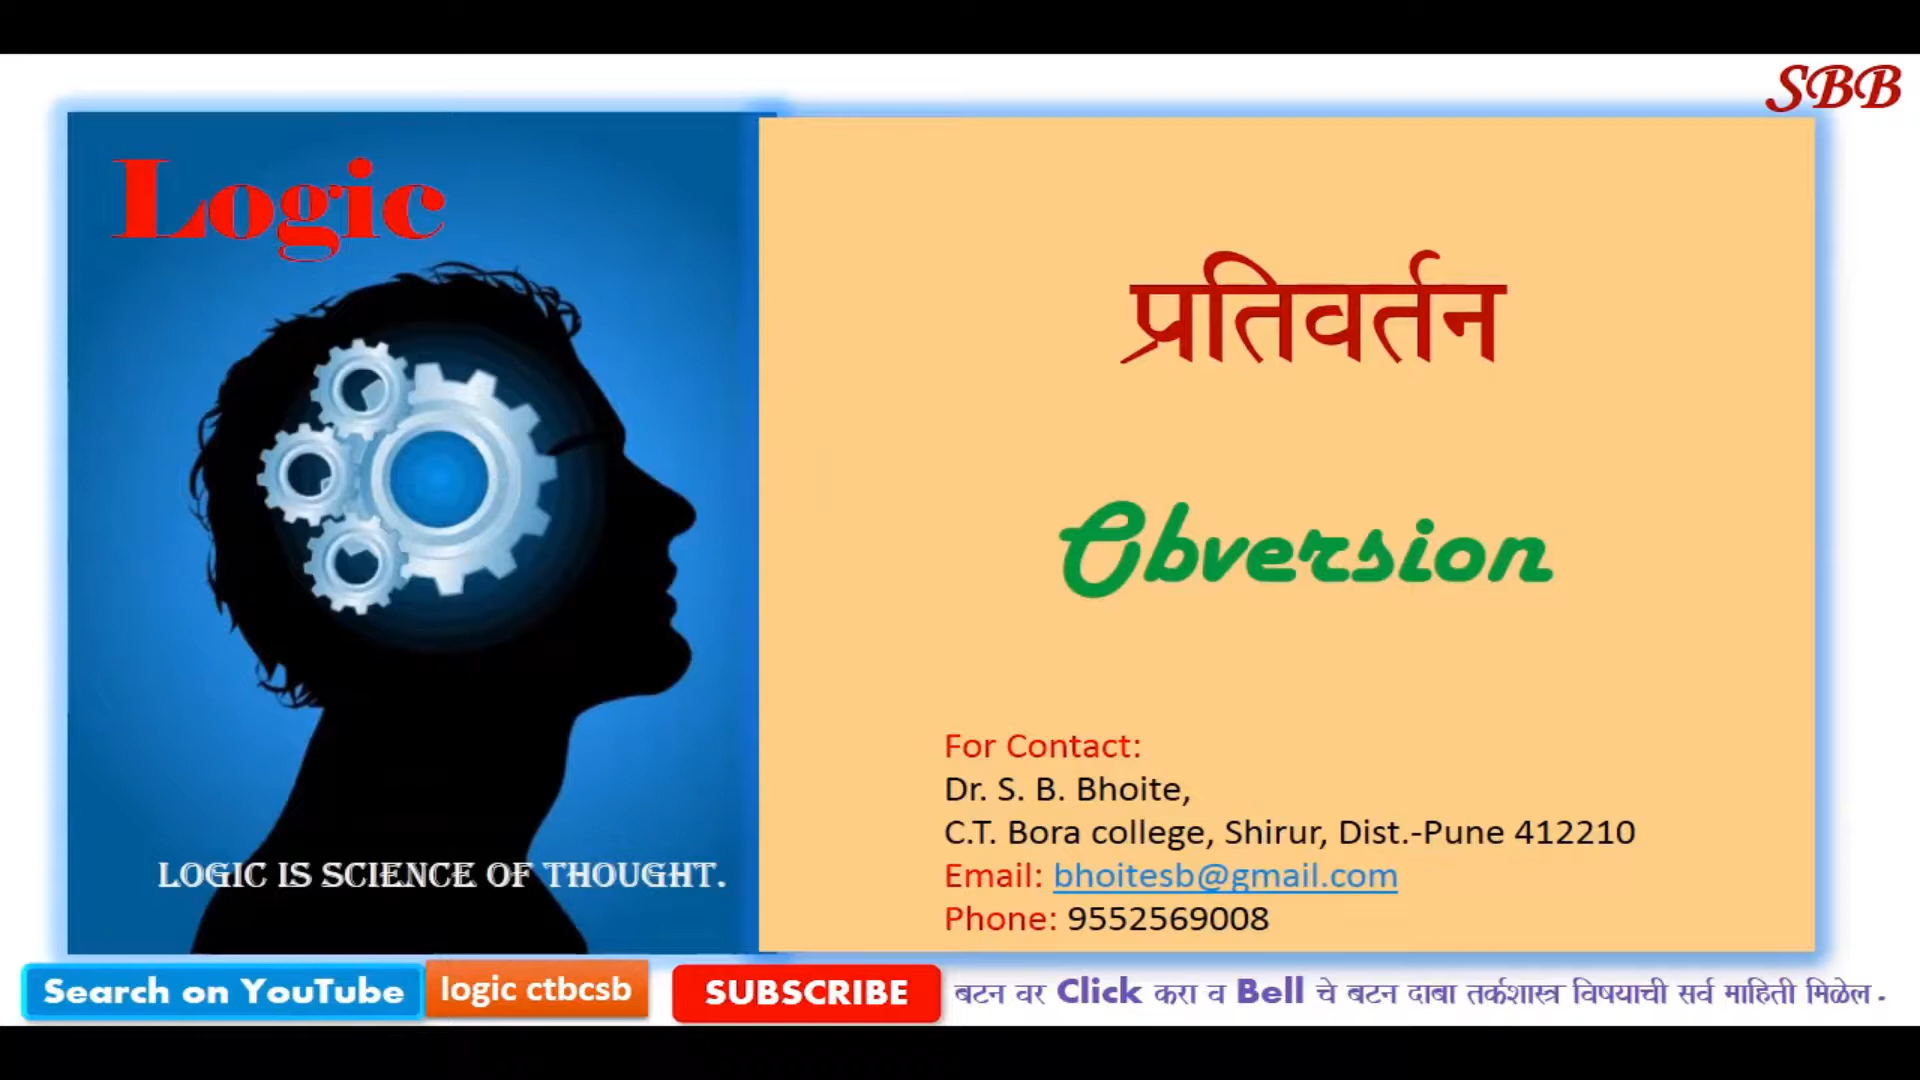 SBB
Logic
LOGIC IS SCIENCE OF THOUGHT.
प्रतिवर्तन
Obversion
For Contact:
Dr. S. B. Bhoite,
C.T. Bora college, Shirur, Dist.-Pune 412210
Email: bhoitesb@gmail.com
Phone: 9552569008
Search on YouTube logic ctbcsb SUBSCRIBE बटन वर Click करा व Bell चे बटन दाबा तर्कशास्त्र विषयाची सर्व माहिती मिळेल.